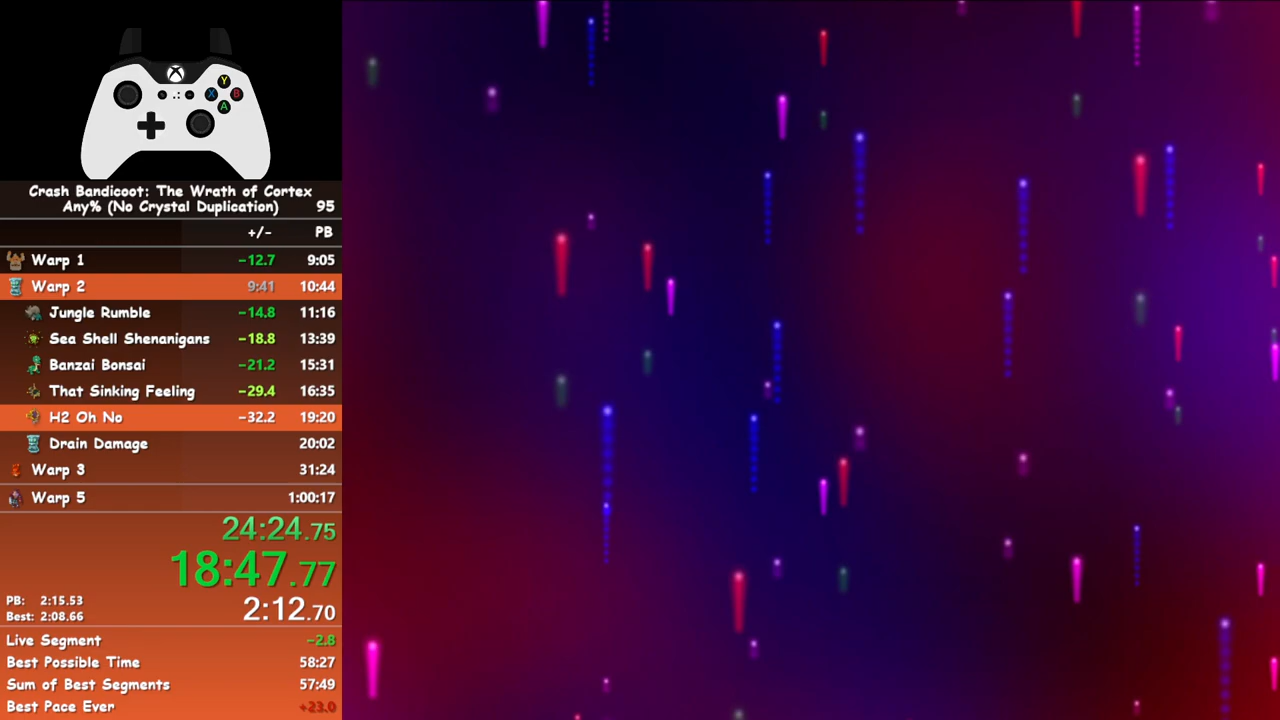 Y
X
B
A
Crash Bandicoot: The Wrath of Cortex
Any% (No Crystal Duplication) 95
+/- PB
Warp 1 -12.7 9:05
Warp 2 9:41 10:44
Jungle Rumble -14.8 11:16
Sea Shell Shenanigans -18.8 13:39
Banzai Bonsai -21.2 15:31
That Sinking Feeling -29.4 16:35
H2 Oh No -32.2 19:20
Drain Damage 20:02
Warp 3 31:24
Warp 5 1:00:17
24:24.75
18:47.77
PB: 2:15.53
Best: 2:08.66
2:12.70
Live Segment -2.8
Best Possible Time 58:27
Sum of Best Segments 57:49
Best Pace Ever +23.0